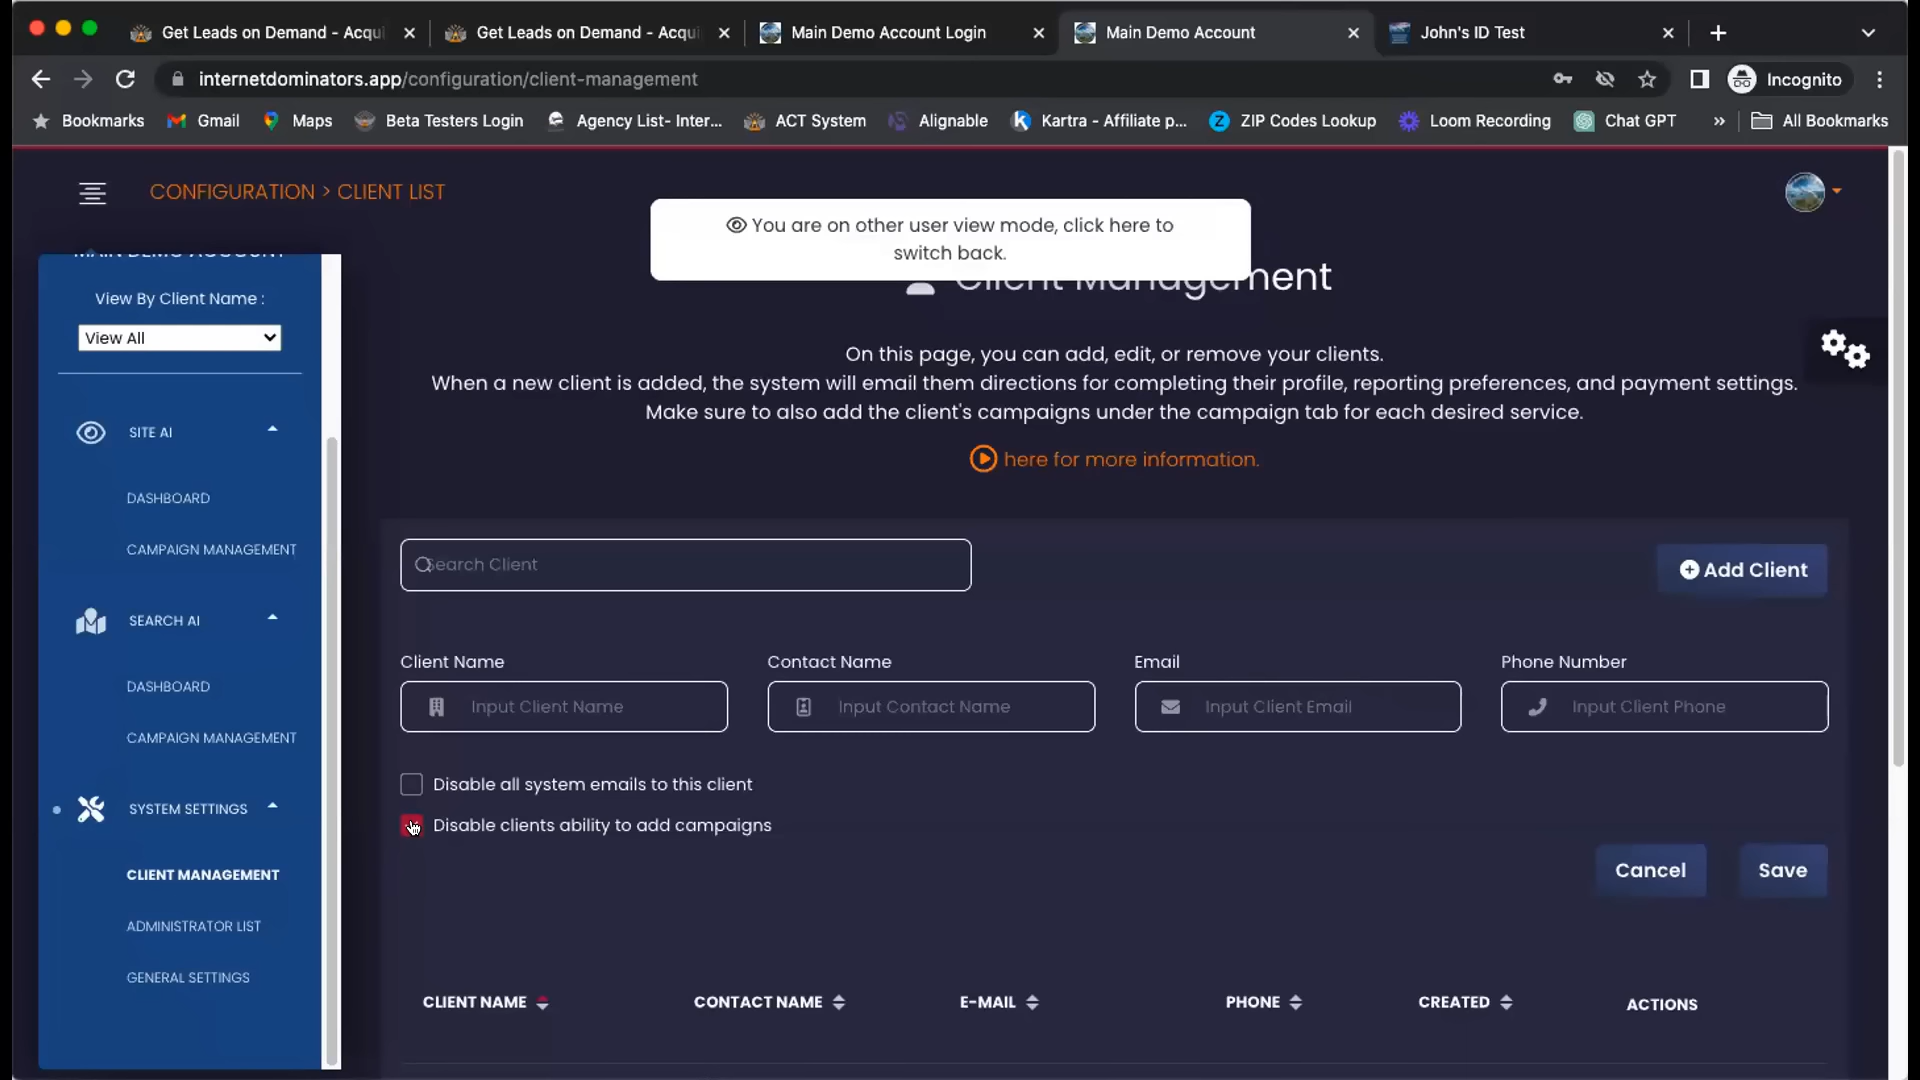 Get Leads on Demand - Acqui
Get Leads on Demand - Acqui
Main Demo Account Login
Main Demo Account
John's ID Test
internetdominators.app/configuration/client-management
Incognito
Bookmarks
Gmail
Maps
Beta Testers Login
Agency List- Inter...
ACT System
Alignable
Kartra - Affiliate p...
ZIP Codes Lookup
Loom Recording
Chat GPT
»
All Bookmarks
CONFIGURATION > CLIENT LIST
You are on other user view mode, click here to
switch back.
MAIN DEMO ACCOUNT
View By Client Name :
View All
SITE AI
DASHBOARD
CAMPAIGN MANAGEMENT
SEARCH AI
DASHBOARD
CAMPAIGN MANAGEMENT
SYSTEM SETTINGS
CLIENT MANAGEMENT
ADMINISTRATOR LIST
GENERAL SETTINGS
Client Management
On this page, you can add, edit, or remove your clients.
When a new client is added, the system will email them directions for completing their profile, reporting preferences, and payment settings.
Make sure to also add the client's campaigns under the campaign tab for each desired service.
here for more information.
Search Client
Add Client
Client Name
Contact Name
Email
Phone Number
Input Client Name
Input Contact Name
Input Client Email
Input Client Phone
Disable all system emails to this client
Disable clients ability to add campaigns
Cancel
Save
CLIENT NAME
CONTACT NAME
E-MAIL
PHONE
CREATED
ACTIONS